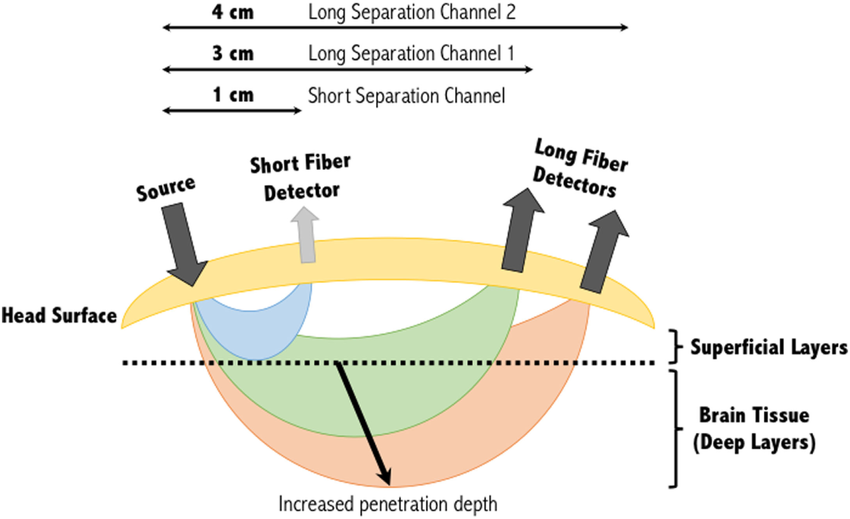 4 cm Long Separation Channel 2
3 cm Long Separation Channel 1
1 cm Short Separation Channel
Source
Short Fiber
Detector
Long Fiber
Detectors
Head Surface
Superficial Layers
Brain Tissue
(Deep Layers)
Increased penetration depth